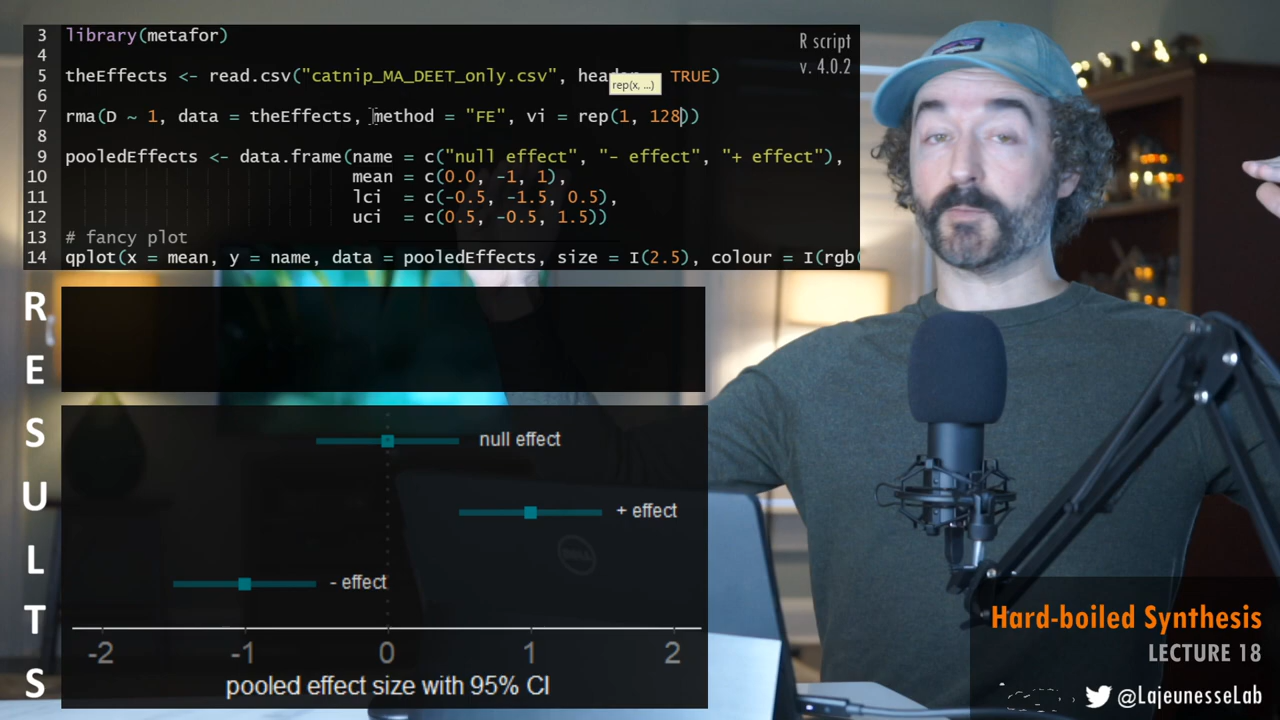 3 library(metafor)
4
5 theEffects <- read.csv("catnip_MA_DEET_only.csv", hea TRUE)
rep(x, ...)
6
7 rma(D ~ 1, data = theEffects, method = "FE", vi = rep(1, 128))
8
9 pooledEffects <- data.frame(name = c("null effect", "- effect", "+ effect"),
10 mean = c(0.0, -1, 1),
11 lci = c(-0.5, -1.5, 0.5),
12 uci = c(0.5, -0.5, 1.5))
13 # fancy plot
14 qplot(x = mean, y = name, data = pooledEffects, size = I(2.5), colour = I(rgb(
R script
v. 4.0.2
RESULTS
null effect
+ effect
- effect
-2 -1 0 1 2
pooled effect size with 95% CI
DELL
Hard-boiled Synthesis
LECTURE 18
@LajeunesseLab